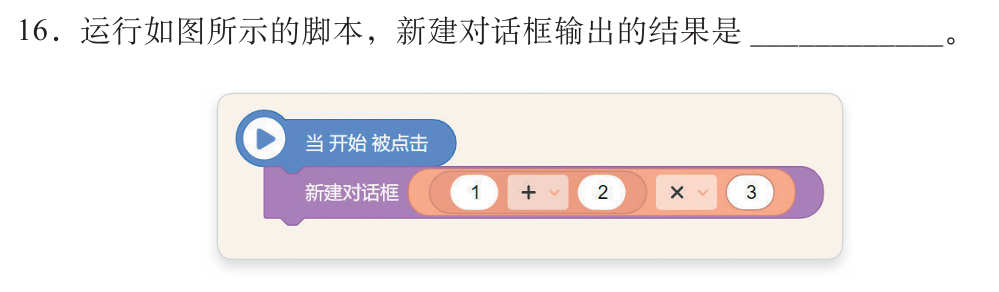 16. 运行如图所示的脚本，新建对话框输出的结果是 ____________。
当 开始 被点击
新建对话框 1 + 2 × 3